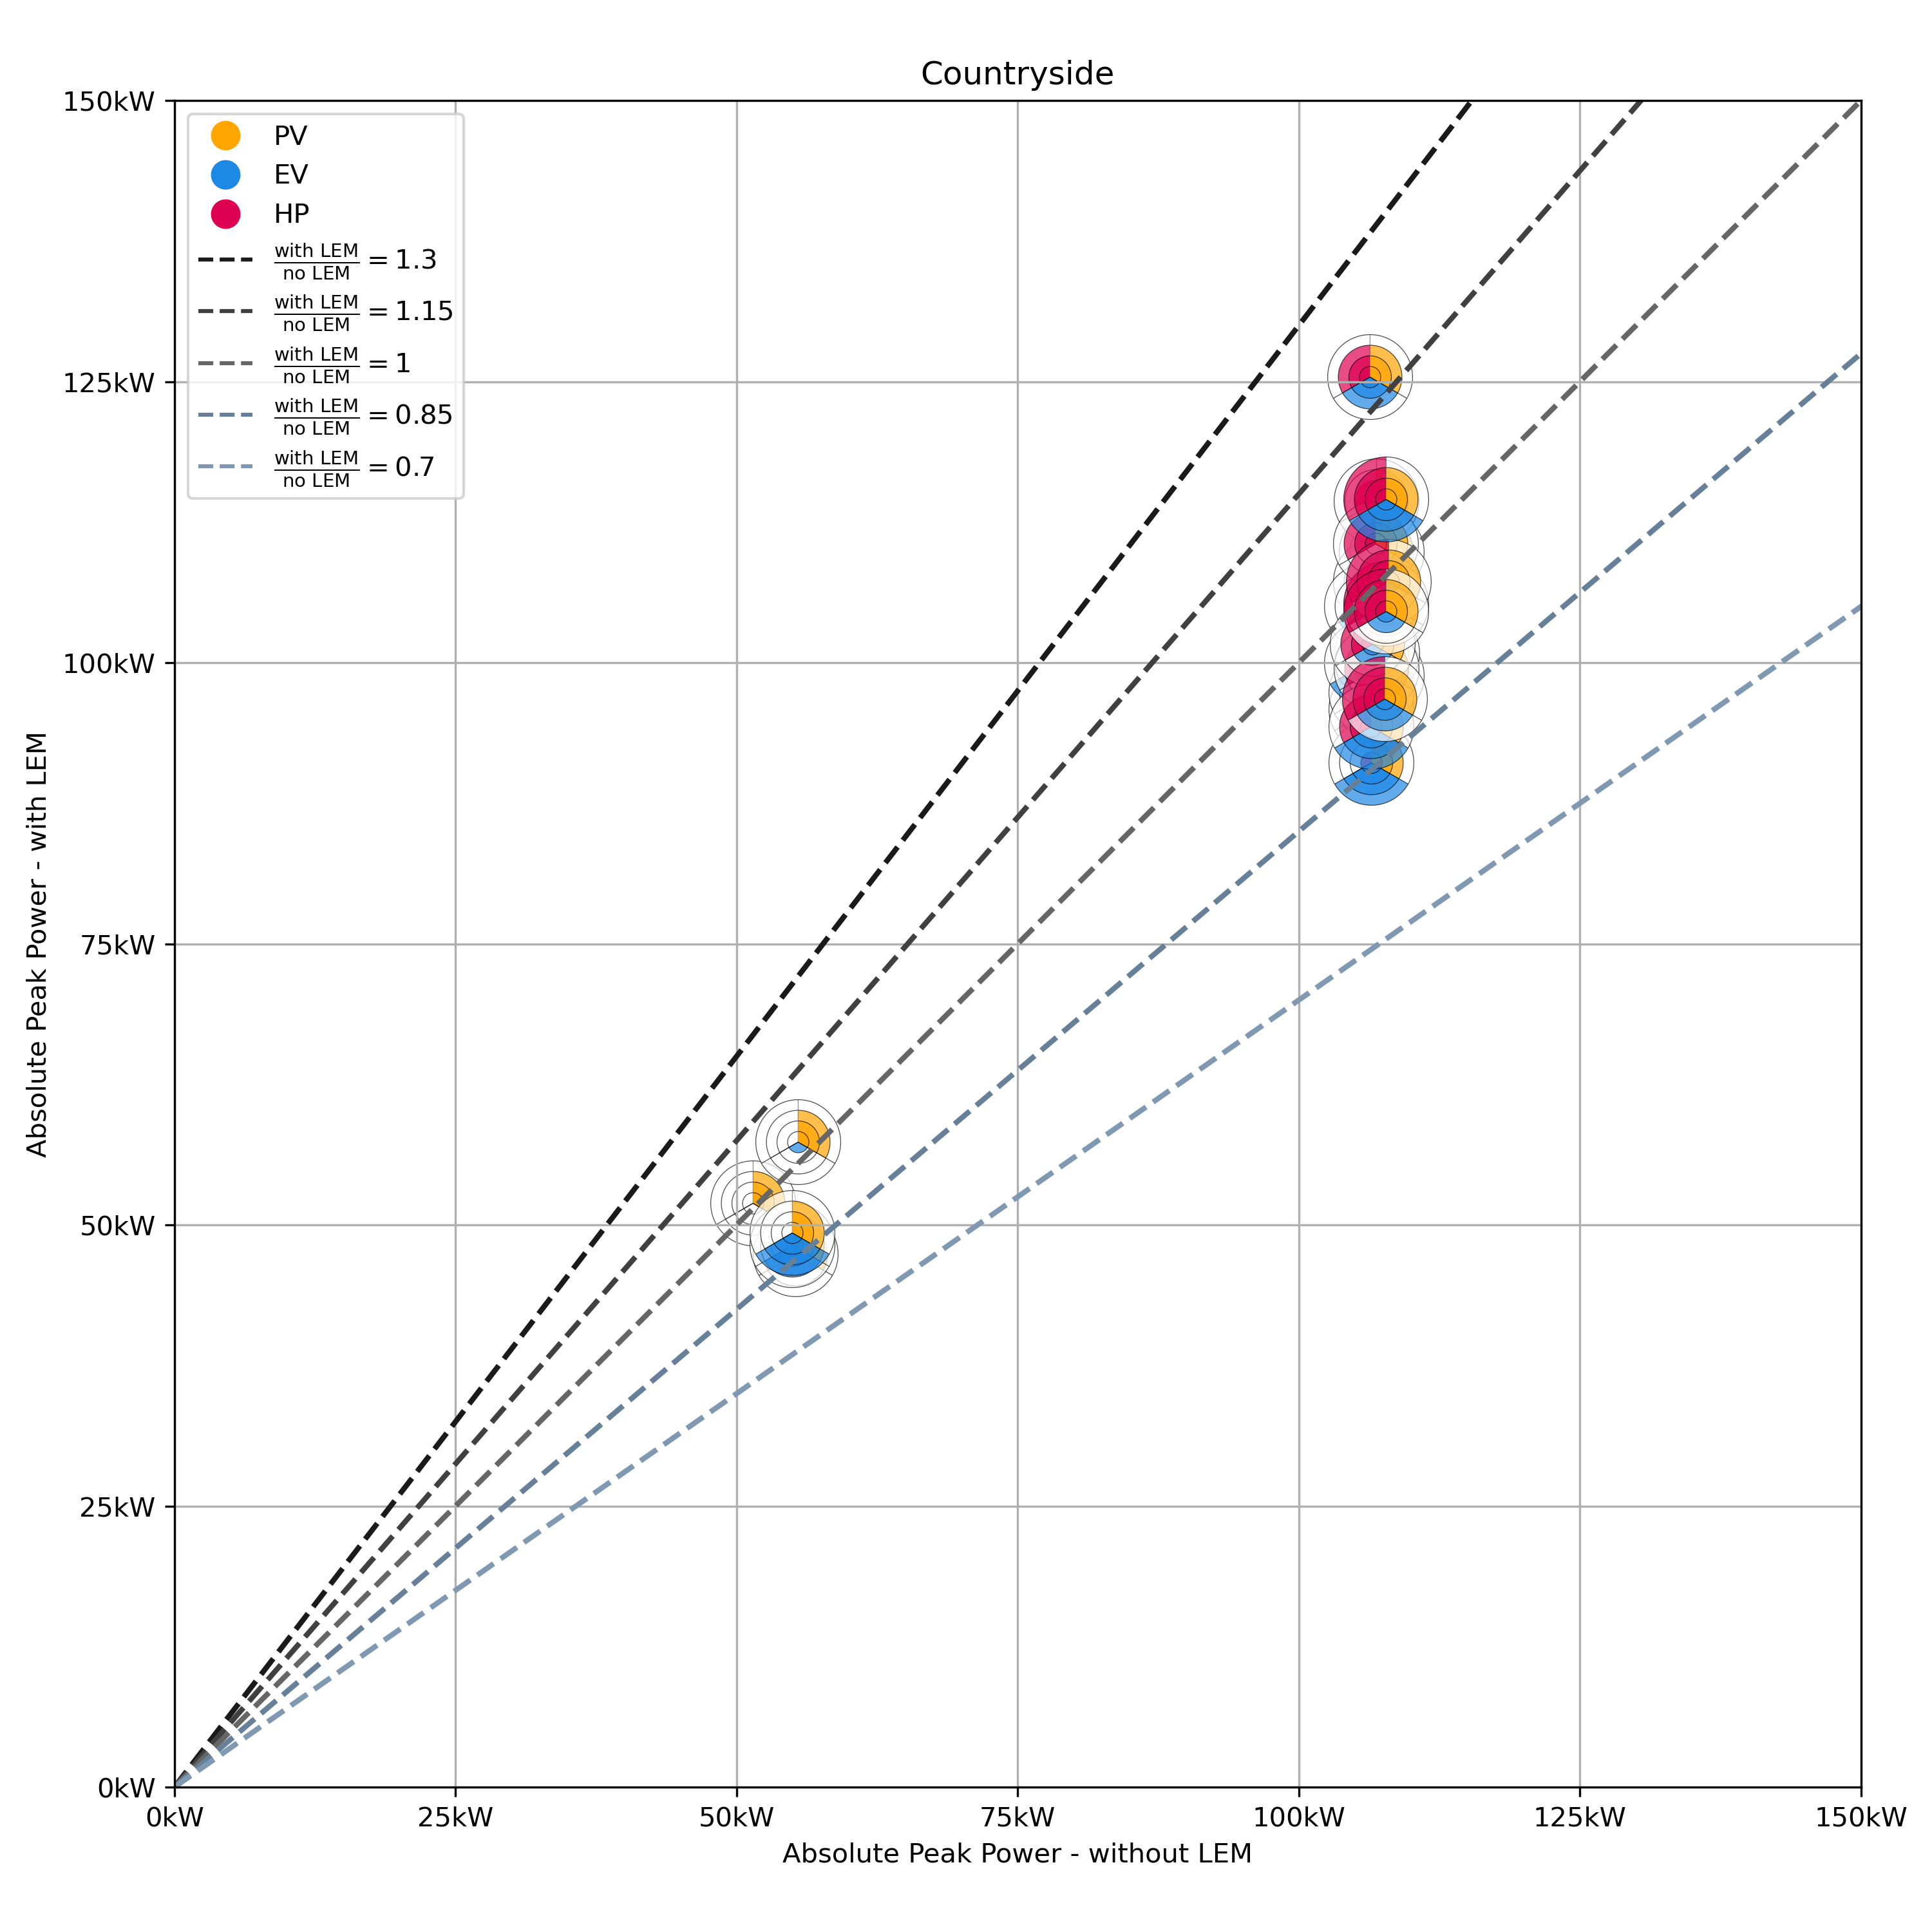 Countryside
150kW
125kW
100kW
75kW
50kW
25kW
0kW
Absolute Peak Power - with LEM
PV
EV
HP
with LEM
no LEM
= 1.3
with LEM
no LEM
= 1.15
with LEM
no LEM
= 1
with LEM
no LEM
= 0.85
with LEM
no LEM
= 0.7
0kW
25kW
50kW
75kW
100kW
125kW
150kW
Absolute Peak Power - without LEM